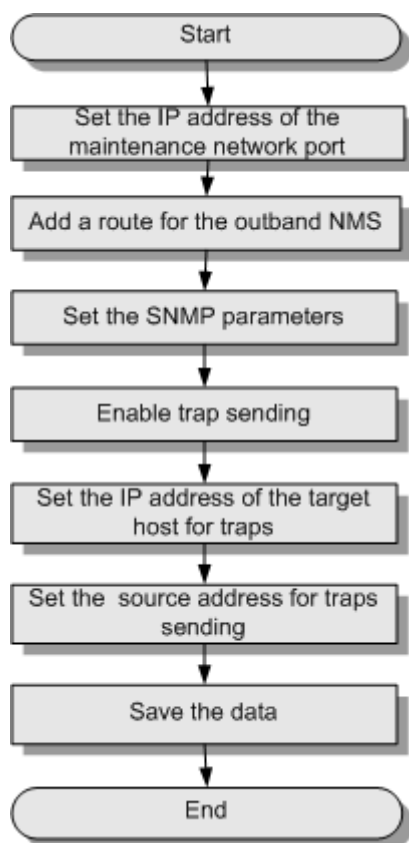 Start
Set the IP address of the
maintenance network port
Add a route for the outband NMS
Set the SNMP parameters
Enable trap sending
Set the IP address of the target
host for traps
Set the source address for traps
sending
Save the data
End